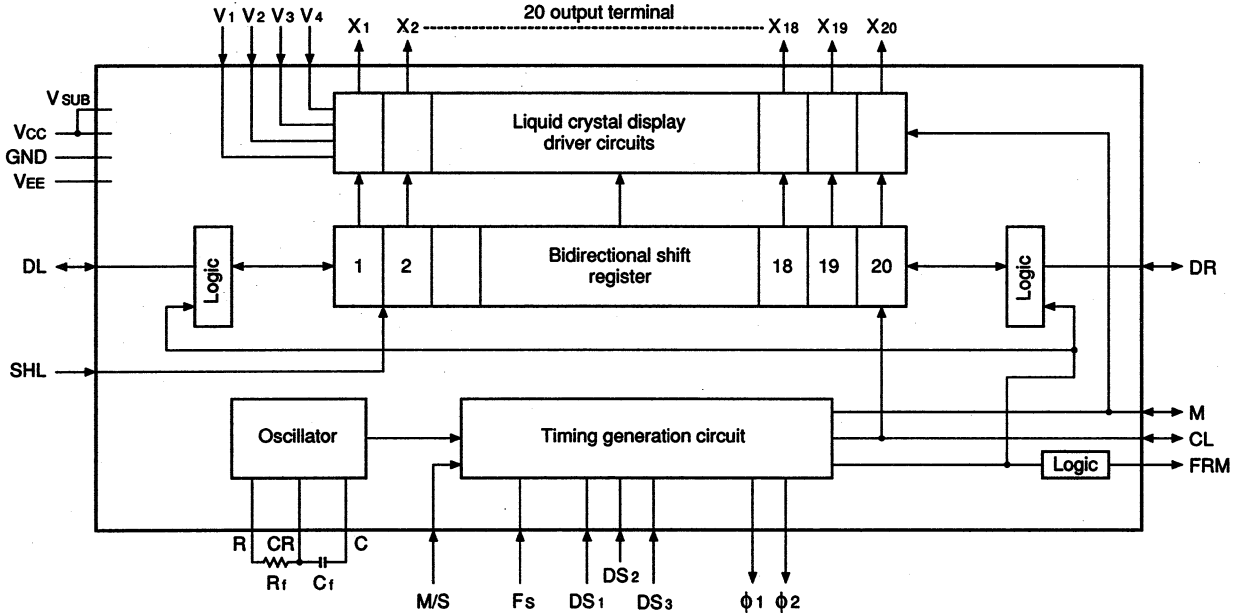 20 output terminal
V1 V2 V3 V4 X1 X2 X18 X19 X20
VSUB
VCC
GND
VEE
Liquid crystal display
driver circuits
DL
Logic
1 2
Bidirectional shift
register
18 19 20
Logic
DR
SHL
Oscillator
Timing generation circuit
M
CL
Logic
FRM
R CR C
Rf Cf
M/S FS DS1 DS2 DS3 ϕ1 ϕ2